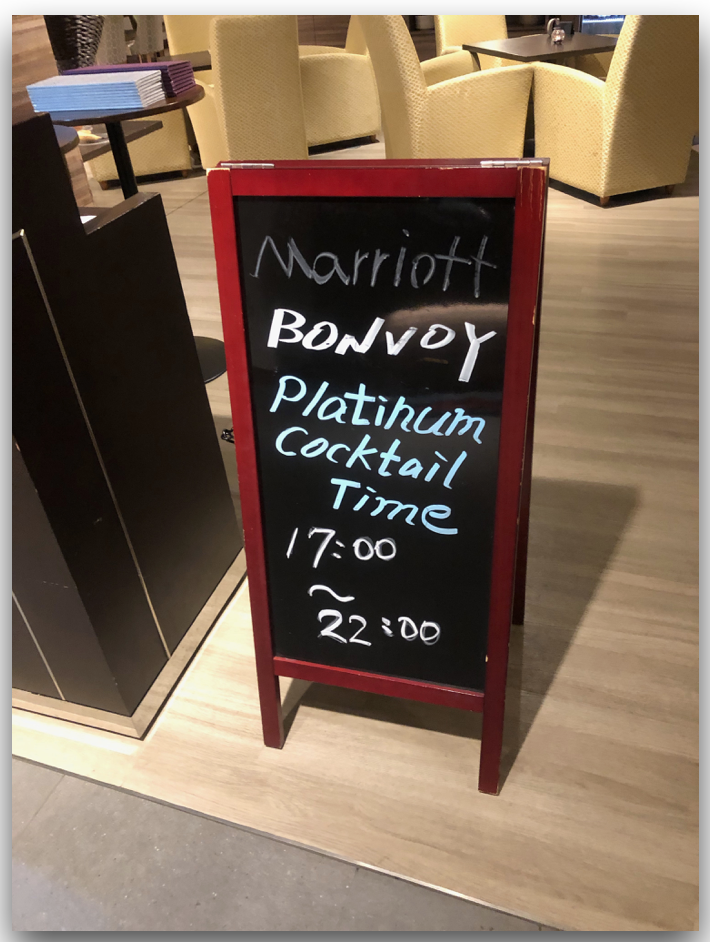 Marriott
BONVOY
Platinum
Cocktail
Time
17:00
~
22:00